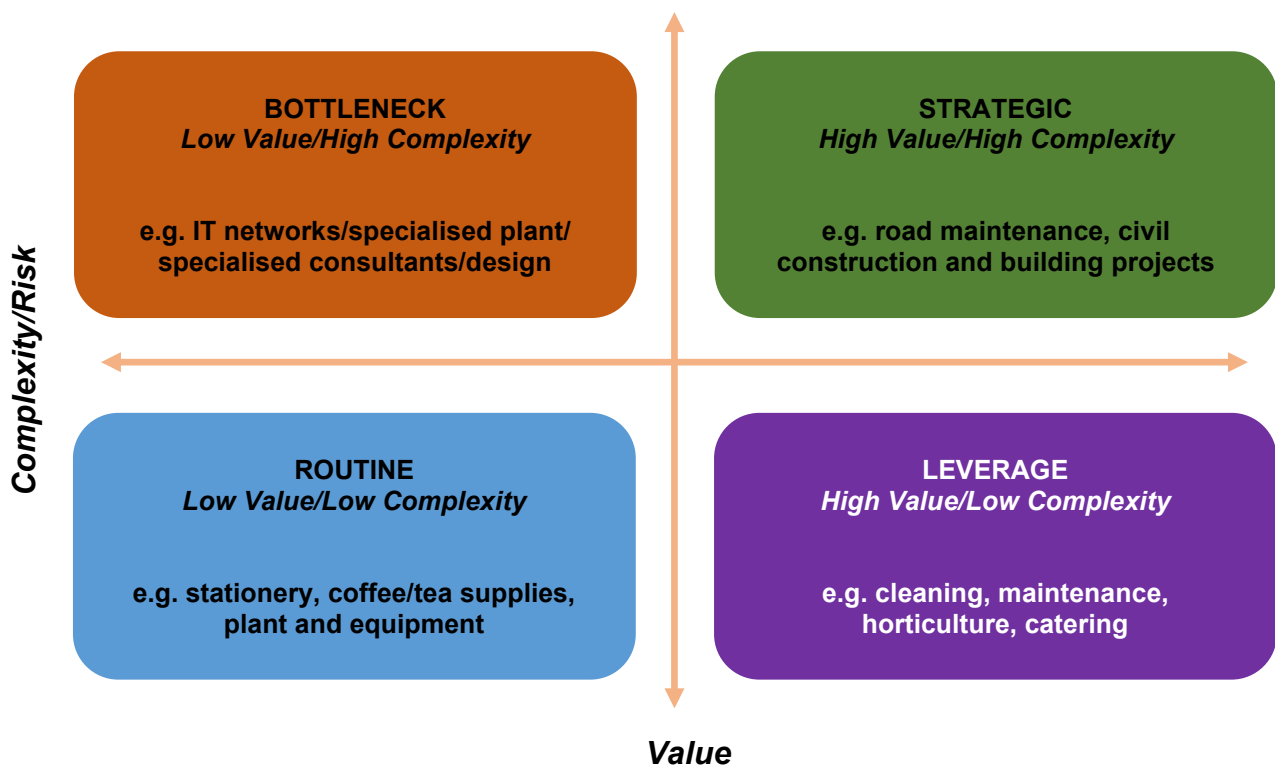 BOTTLENECK
Low Value/High Complexity
e.g. IT networks/specialised plant/
specialised consultants/design
STRATEGIC
High Value/High Complexity
e.g. road maintenance, civil
construction and building projects
Complexity/Risk
ROUTINE
Low Value/Low Complexity
e.g. stationery, coffee/tea supplies,
plant and equipment
LEVERAGE
High Value/Low Complexity
e.g. cleaning, maintenance,
horticulture, catering
Value